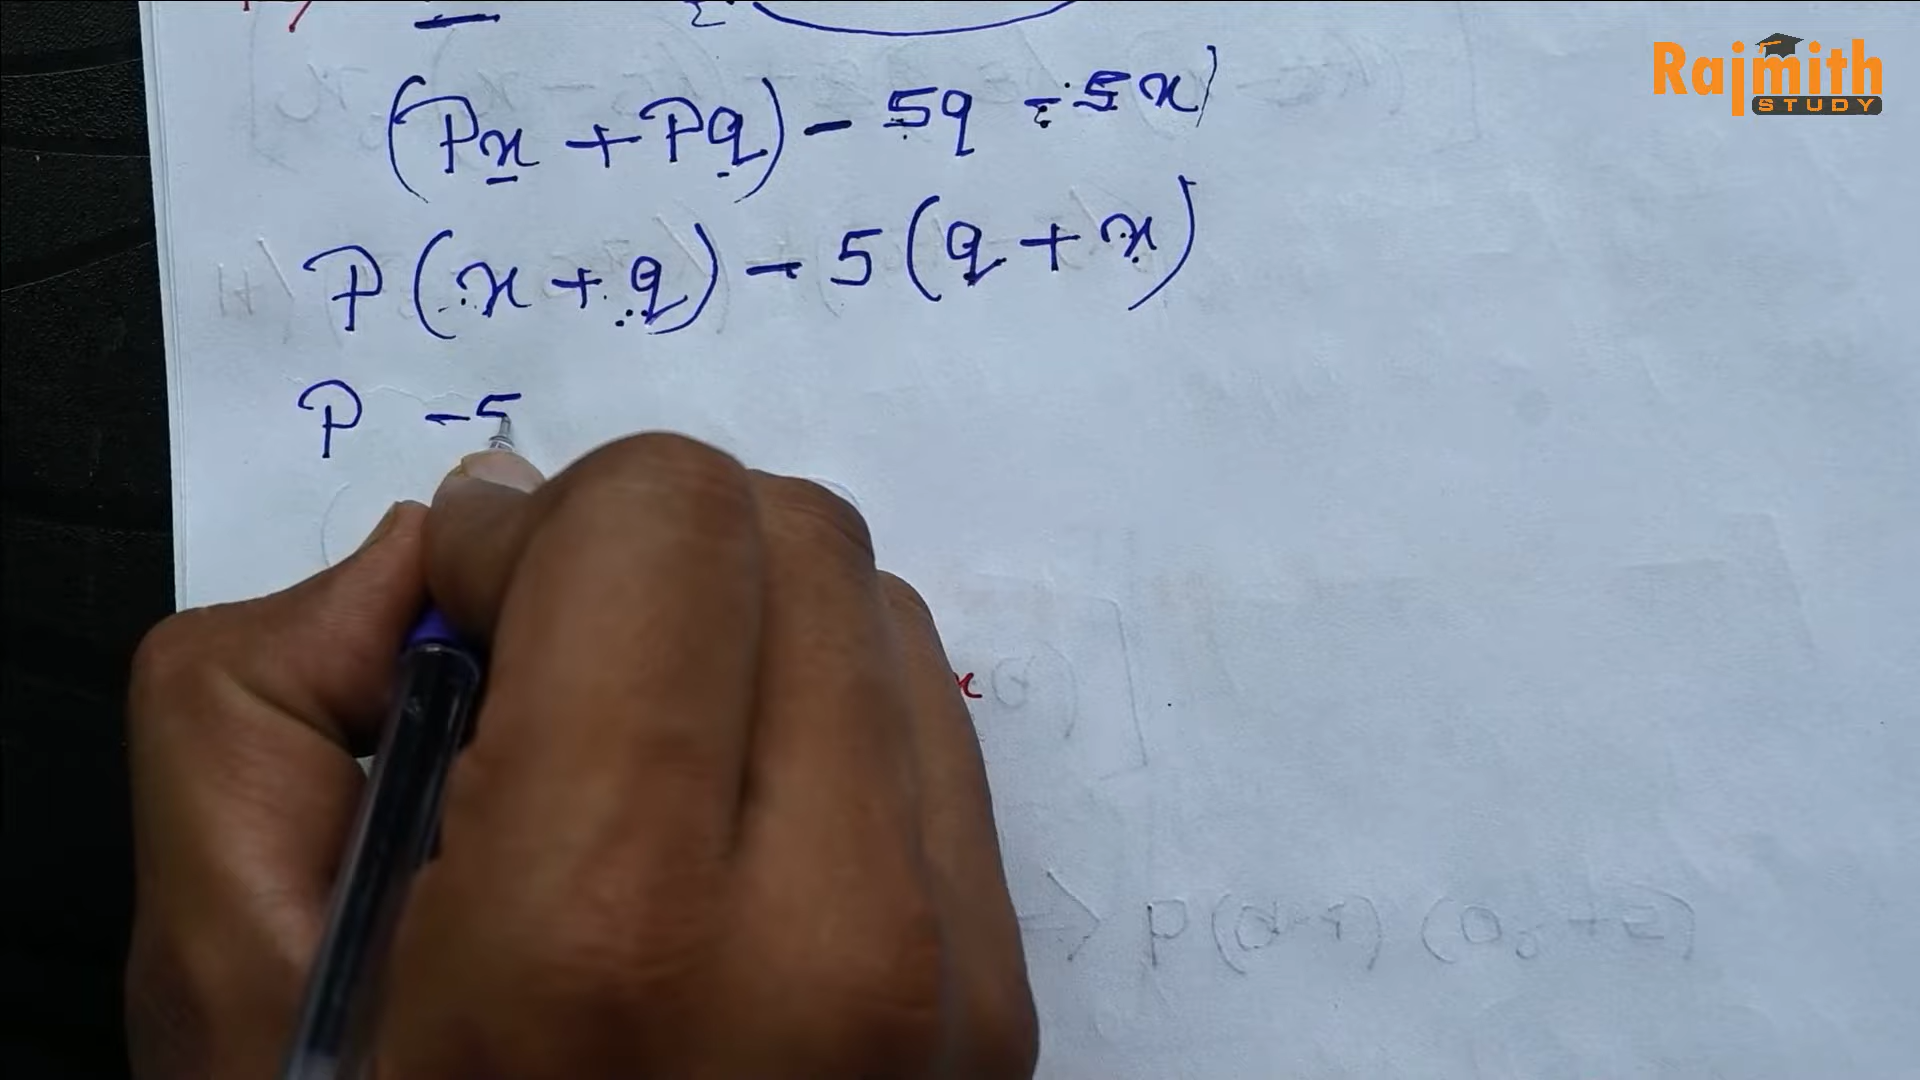 Rajmith
STUDY
(Px + Pq) - 5q - 5x)
P(x + q) - 5(q + x)
P - 5
x